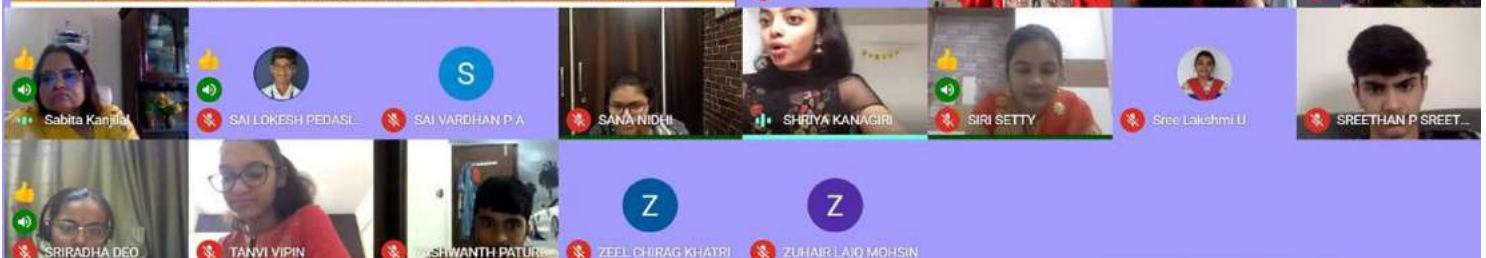 S
Sabita Kanjilal
SAI LOKESH PEDASI...
SAI VARDHAN P A
SANA NIDHI
SHRIYA KANAGIRI
SIRI SETTY
Sree Lakshmi U
SREETHAN P SREET...
Z
Z
SRIRADHA DEO
TANVI VIPIN
PATURI
ZEEL CHIRAG KHATRI
ZUHAIR LAIQ MOHSIN